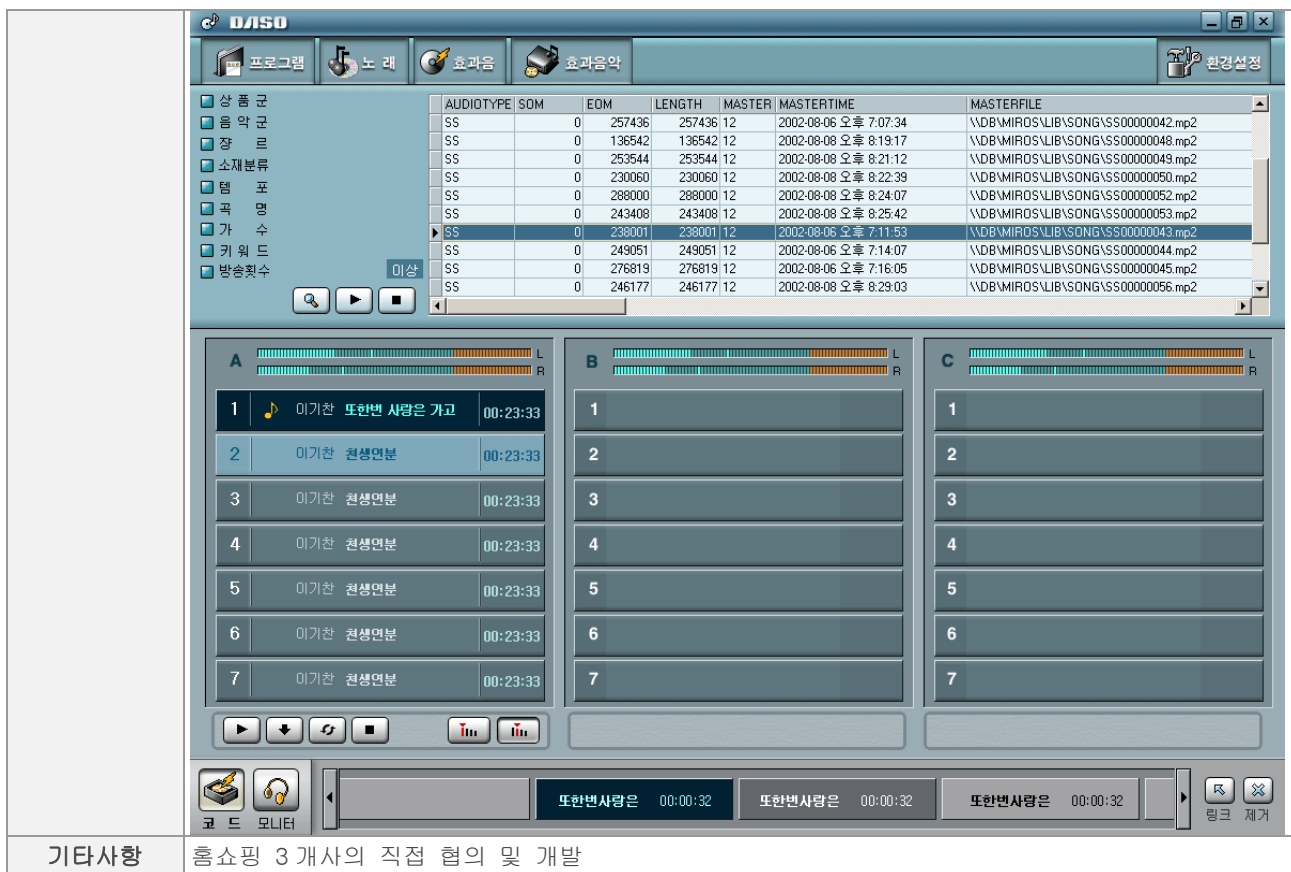 DAISO
프로그램 노 래 효과음 효과음악 환경설정
상 품 군
음 악 군
쟝 르
소재분류
템 포
곡 명
가 수
키 워 드
방송횟수 이상
AUDIOTYPE SOM EOM LENGTH MASTER MASTERTIME MASTERFILE
SS 0 257436 257436 12 2002-08-06 오후 7:07:34 \\DB\MIROS\LIB\SONG\SS00000042.mp2
SS 0 136542 136542 12 2002-08-08 오후 8:19:17 \\DB\MIROS\LIB\SONG\SS00000048.mp2
SS 0 253544 253544 12 2002-08-08 오후 8:21:12 \\DB\MIROS\LIB\SONG\SS00000049.mp2
SS 0 230060 230060 12 2002-08-08 오후 8:22:39 \\DB\MIROS\LIB\SONG\SS00000050.mp2
SS 0 288000 288000 12 2002-08-08 오후 8:24:07 \\DB\MIROS\LIB\SONG\SS00000052.mp2
SS 0 243408 243408 12 2002-08-08 오후 8:25:42 \\DB\MIROS\LIB\SONG\SS00000053.mp2
SS 0 238001 238001 12 2002-08-06 오후 7:11:53 \\DB\MIROS\LIB\SONG\SS00000043.mp2
SS 0 249051 249051 12 2002-08-06 오후 7:14:07 \\DB\MIROS\LIB\SONG\SS00000044.mp2
SS 0 276819 276819 12 2002-08-06 오후 7:16:05 \\DB\MIROS\LIB\SONG\SS00000045.mp2
SS 0 246177 246177 12 2002-08-08 오후 8:29:03 \\DB\MIROS\LIB\SONG\SS00000056.mp2
A L R
1 이기찬 또한번 사랑은 가고 00:23:33
2 이기찬 천생연분 00:23:33
3 이기찬 천생연분 00:23:33
4 이기찬 천생연분 00:23:33
5 이기찬 천생연분 00:23:33
6 이기찬 천생연분 00:23:33
7 이기찬 천생연분 00:23:33
B L R
1
2
3
4
5
6
7
C L R
1
2
3
4
5
6
7
코 드 모니터
또한번사랑은 00:00:32 또한번사랑은 00:00:32 또한번사랑은 00:00:32
링크 제거
기타사항 홈쇼핑 3개사의 직접 협의 및 개발